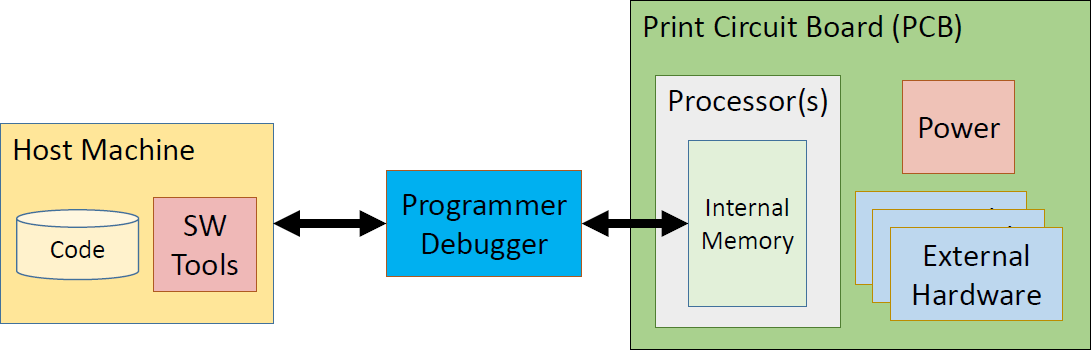 Print Circuit Board (PCB)
Host Machine
Code
SW
Tools
Programmer
Debugger
Processor(s)
Internal
Memory
Power
External
Hardware